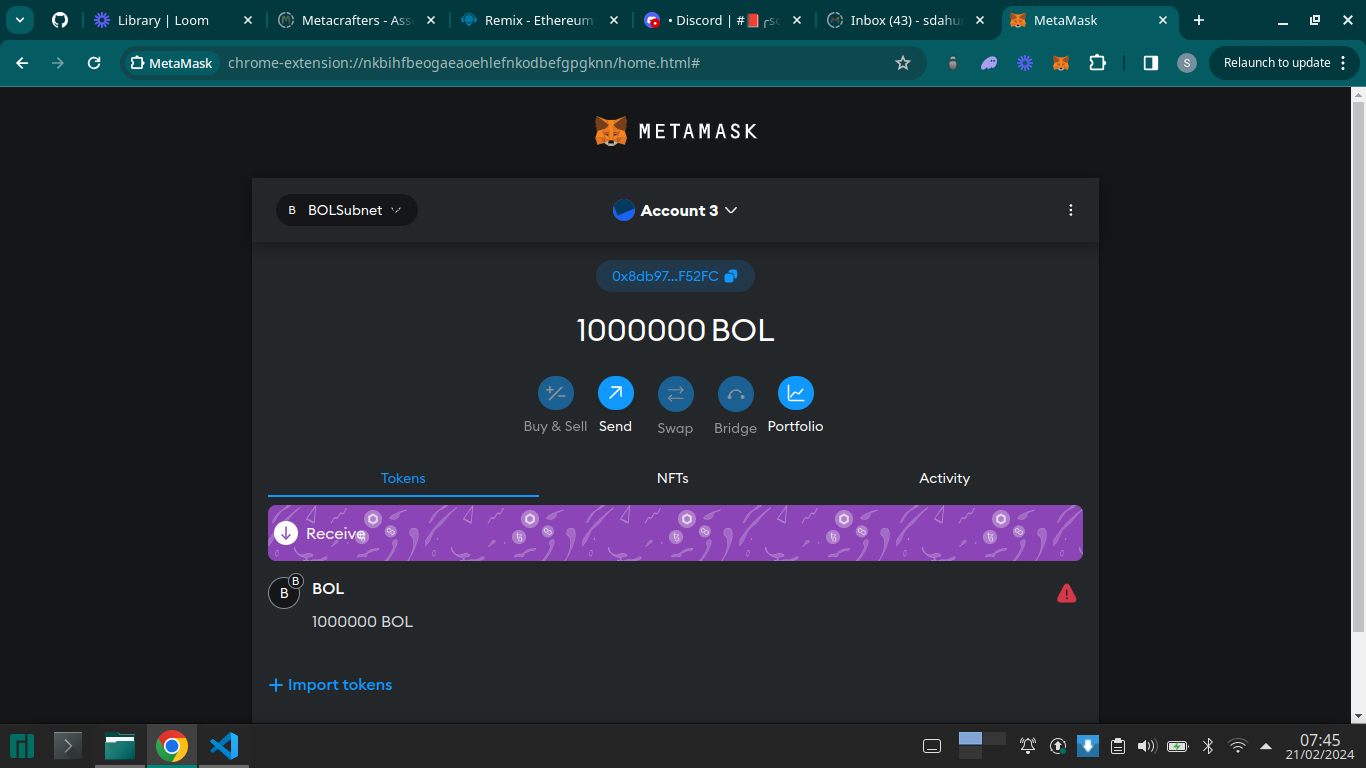 Library | Loom
Metacrafters - Ass
Remix - Ethereum
• Discord | #
Inbox (43) - sdahu
MetaMask
MetaMask
chrome-extension://nkbihfbeogaeaoehlefnkodbefgpgknn/home.html#
S
Relaunch to update
METAMASK
B BOLSubnet
Account 3
0x8db97...F52FC
1000000 BOL
Buy & Sell
Send
Swap
Bridge
Portfolio
Tokens
NFTs
Activity
Receive
B
B
BOL
1000000 BOL
+ Import tokens
07:45
21/02/2024